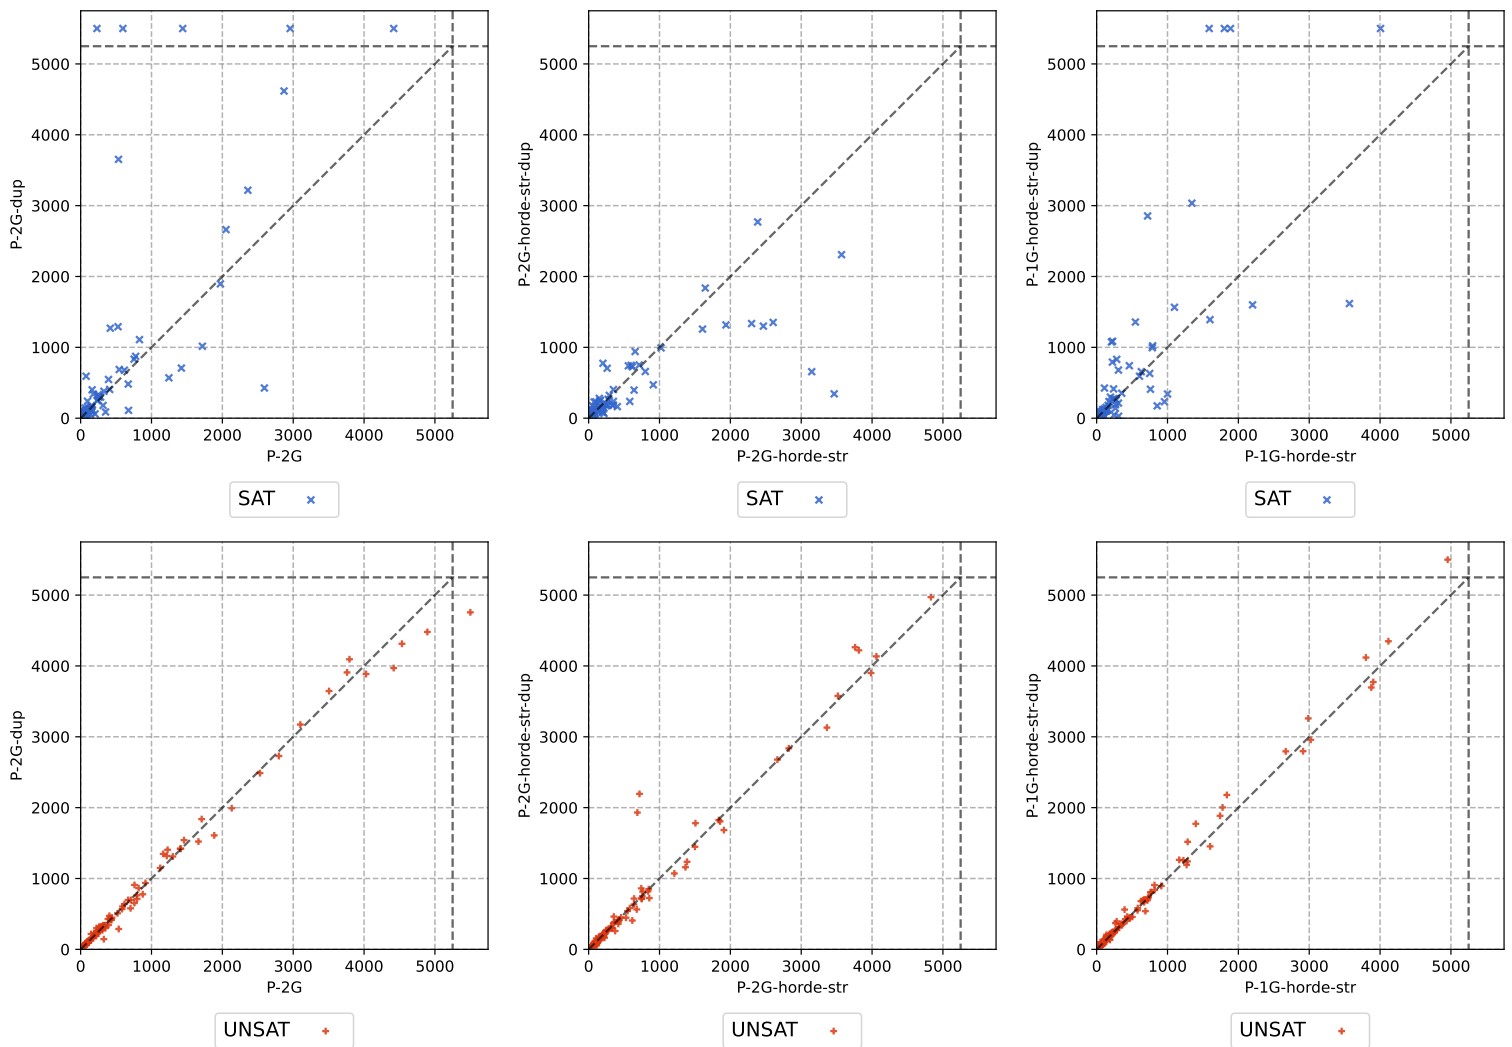 5000
4000
3000
2000
1000
0
P-2G-dup
0 1000 2000 3000 4000 5000
P-2G
SAT
5000
4000
3000
2000
1000
0
P-2G-horde-str-dup
0 1000 2000 3000 4000 5000
P-2G-horde-str
SAT
5000
4000
3000
2000
1000
0
P-1G-horde-str-dup
0 1000 2000 3000 4000 5000
P-1G-horde-str
SAT
5000
4000
3000
2000
1000
0
P-2G-dup
0 1000 2000 3000 4000 5000
P-2G
UNSAT
5000
4000
3000
2000
1000
0
P-2G-horde-str-dup
0 1000 2000 3000 4000 5000
P-2G-horde-str
UNSAT
5000
4000
3000
2000
1000
0
P-1G-horde-str-dup
0 1000 2000 3000 4000 5000
P-1G-horde-str
UNSAT